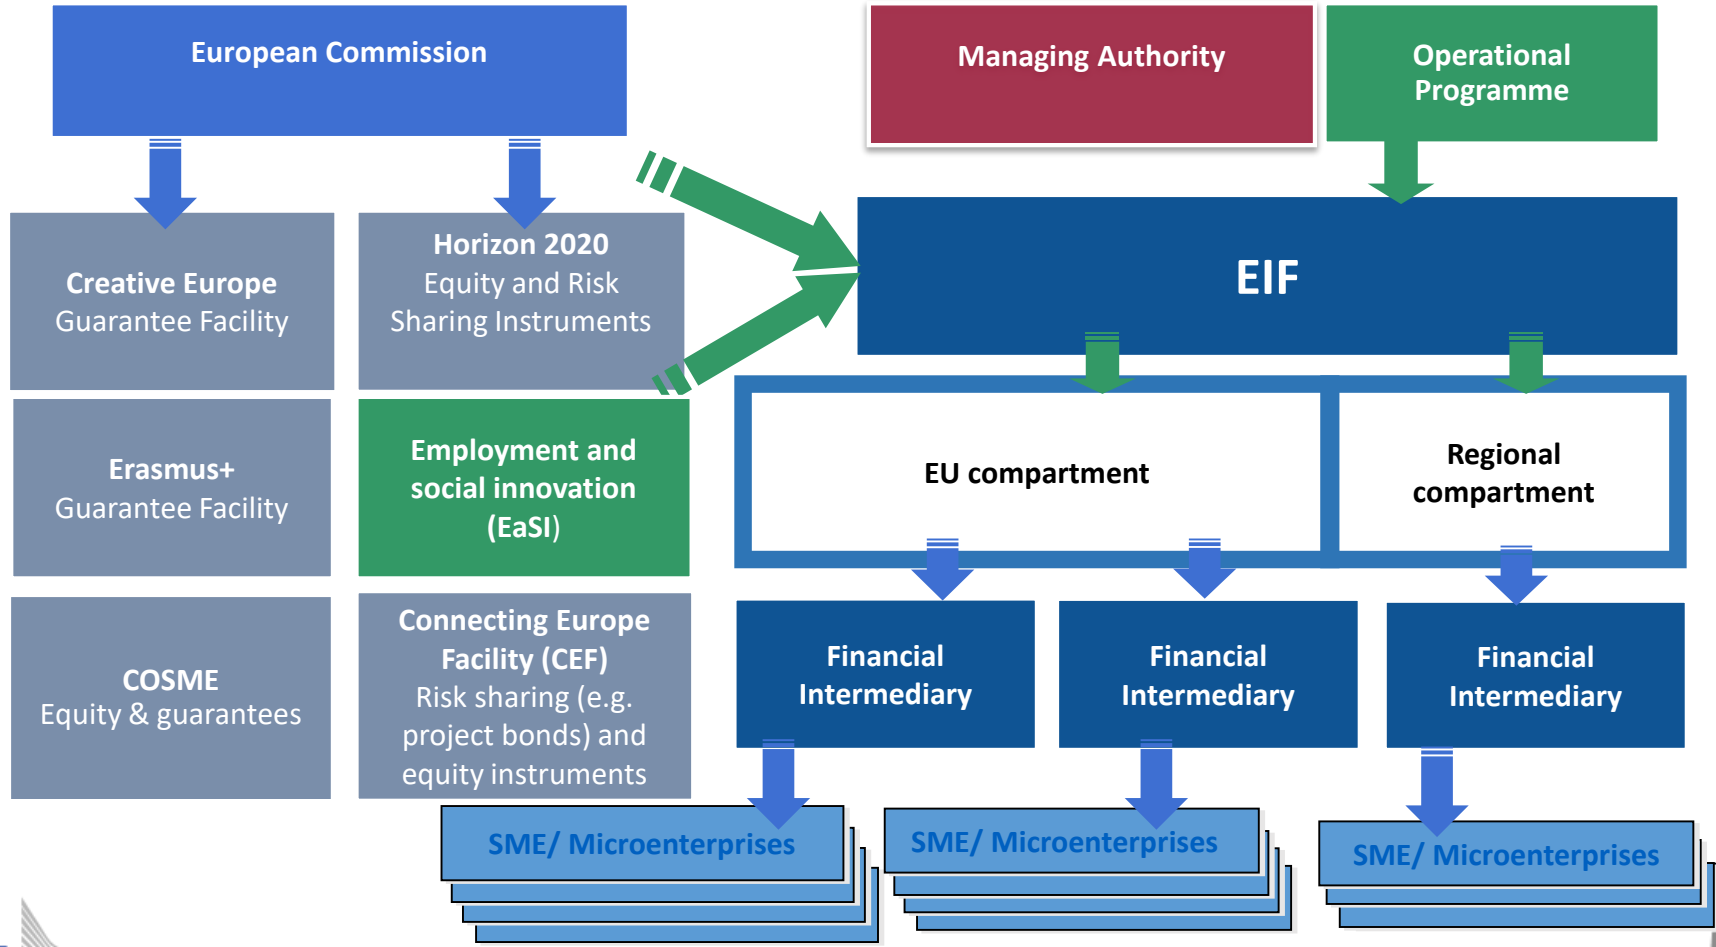 European Commission
Managing Authority
Operational
Programme
Creative Europe
Guarantee Facility
Horizon 2020
Equity and Risk
Sharing Instruments
EIF
Erasmus+
Guarantee Facility
Employment and
social innovation
(EaSI)
EU compartment
Regional
compartment
COSME
Equity & guarantees
Connecting Europe
Facility (CEF)
Risk sharing (e.g.
project bonds) and
equity instruments
Financial
Intermediary
Financial
Intermediary
Financial
Intermediary
SME/ Microenterprises
SME/ Microenterprises
SME/ Microenterprises